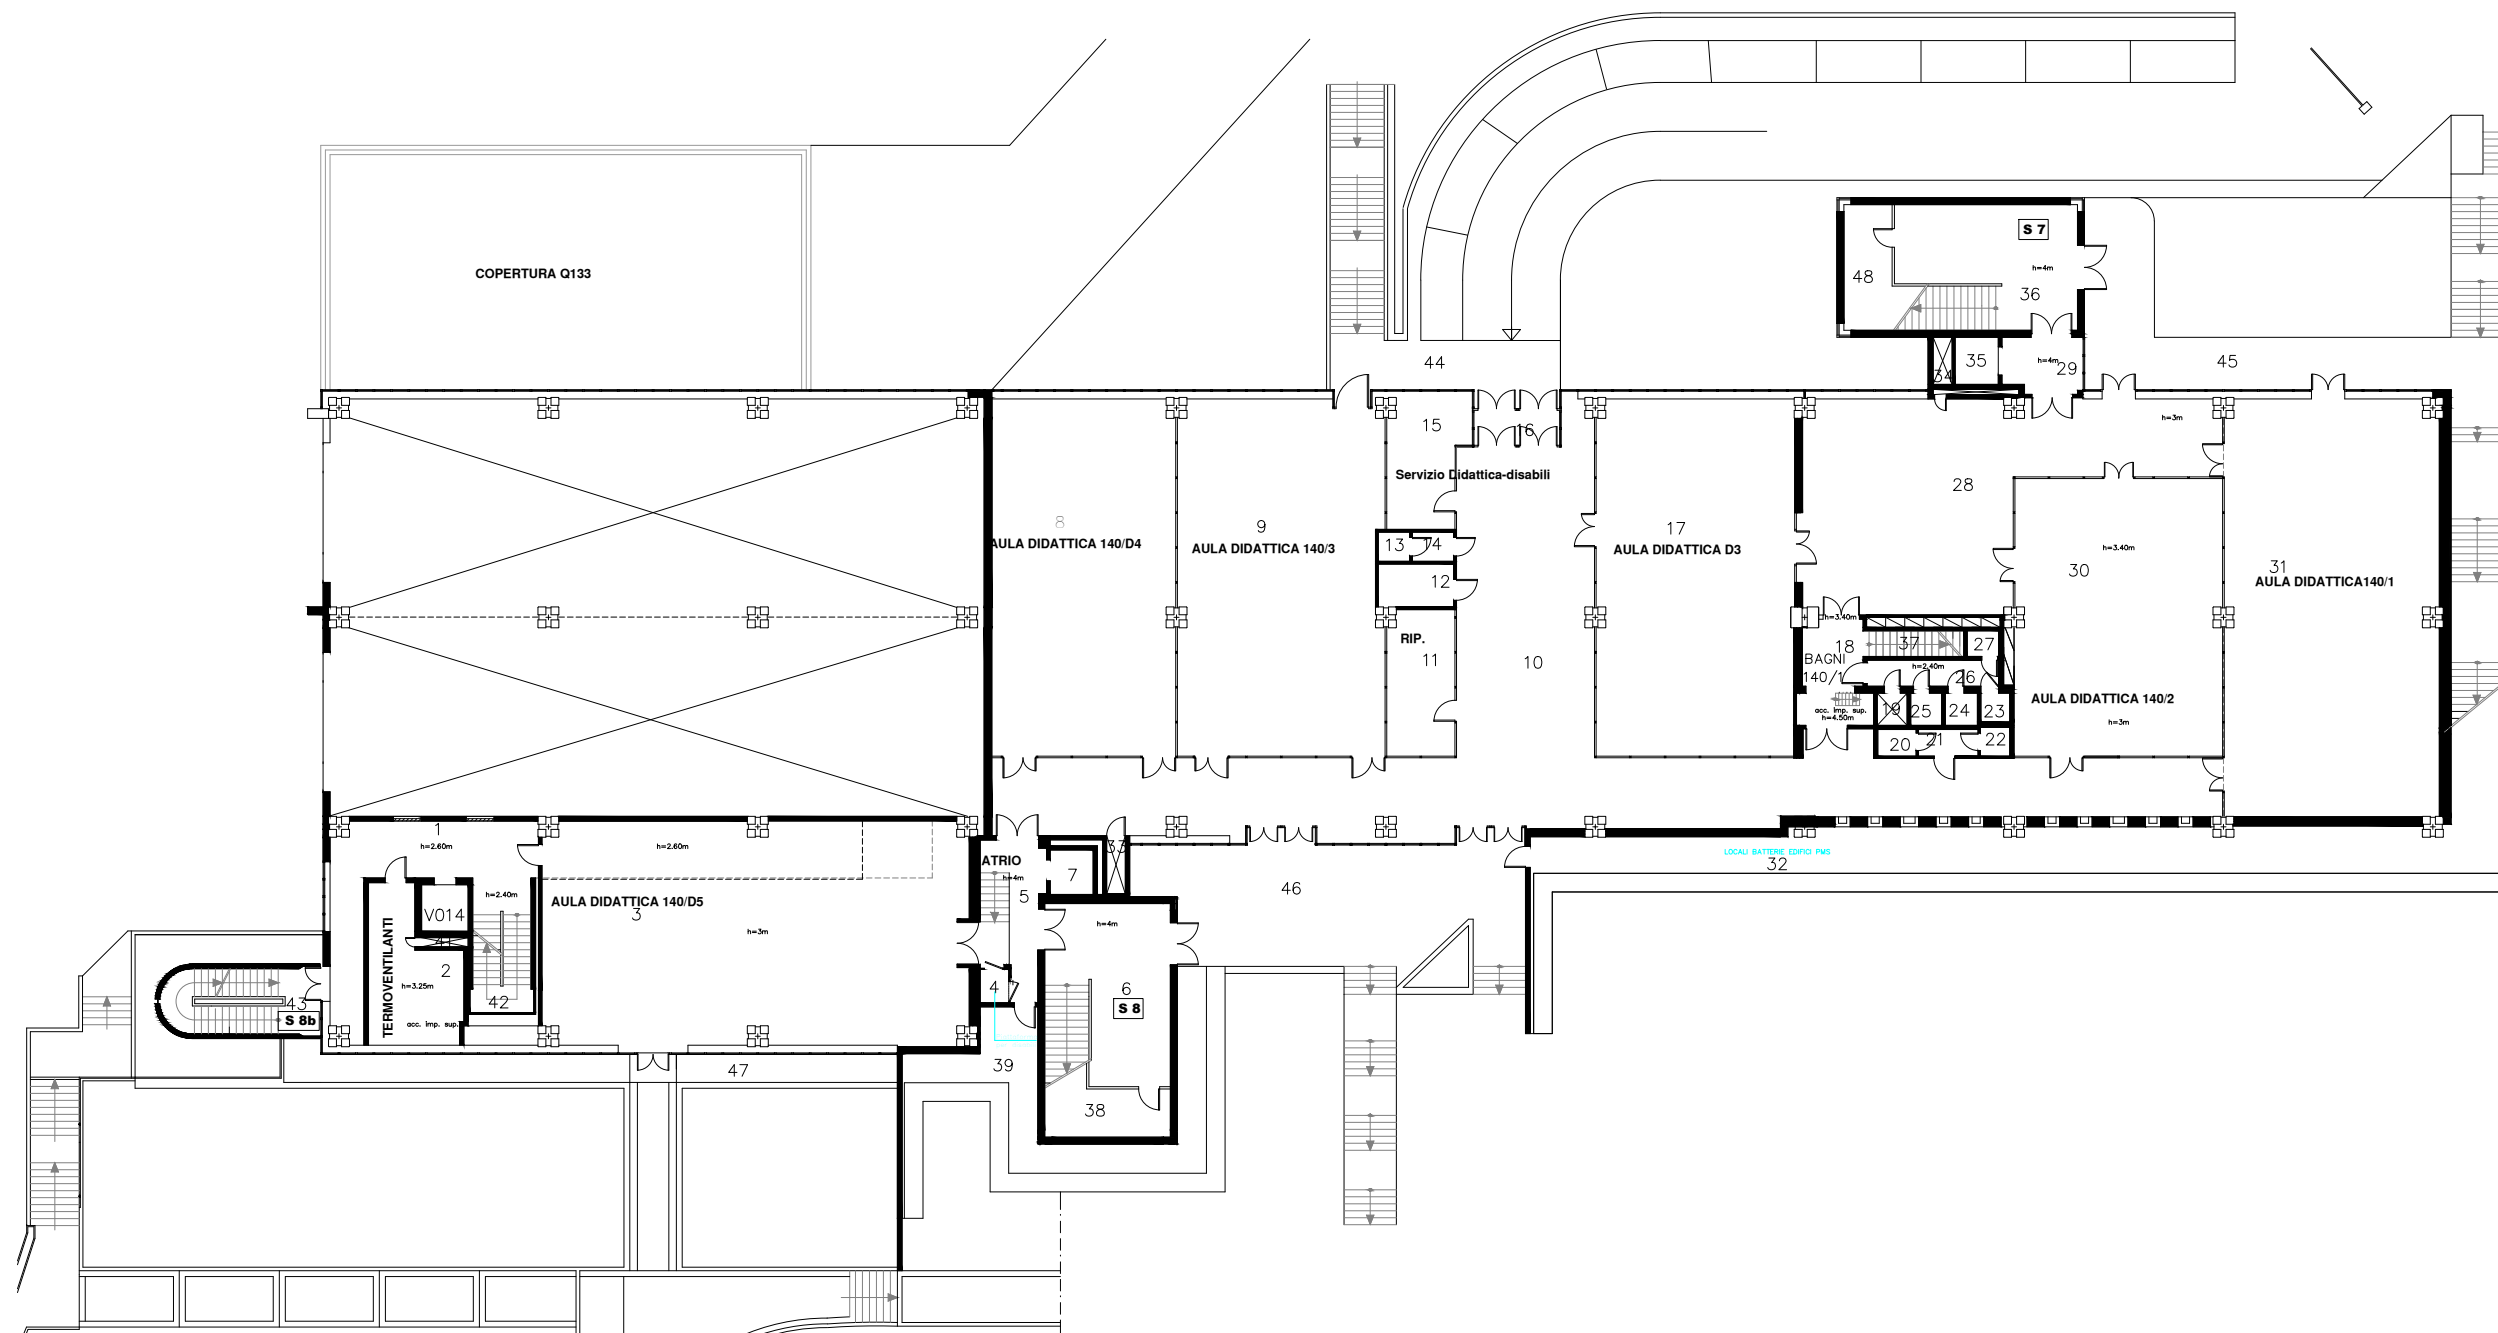 S 7
COPERTURA Q133
h=4m
48
36
44
45
h=4m
35
29
34
h=3m
15
16
Servizio Didattica-disabili
28
8
9
17
AULA DIDATTICA 140/D4
AULA DIDATTICA 140/3
13
14
AULA DIDATTICA D3
h=3.40m
30
31
12
AULA DIDATTICA140/1
h=3.40m
RIP.
18
37
27
11
10
BAGNI
140/1
h=2.40m
26
AULA DIDATTICA 140/2
acc. imp. sup.
h=4.50m
19
25
24
23
h=3m
20
21
22
1
h=2.60m
h=2.60m
33
LOCALI BATTERIE EDIFICI PMS
32
ATRIO
h=4m
7
46
h=2.40m
5
AULA DIDATTICA 140/D5
3
V014
h=4m
h=3m
41
TERMOVENTILANTI
2
h=3.25m
4
6
42
43
S 8
S 8b
acc. imp. sup.
47
39
38